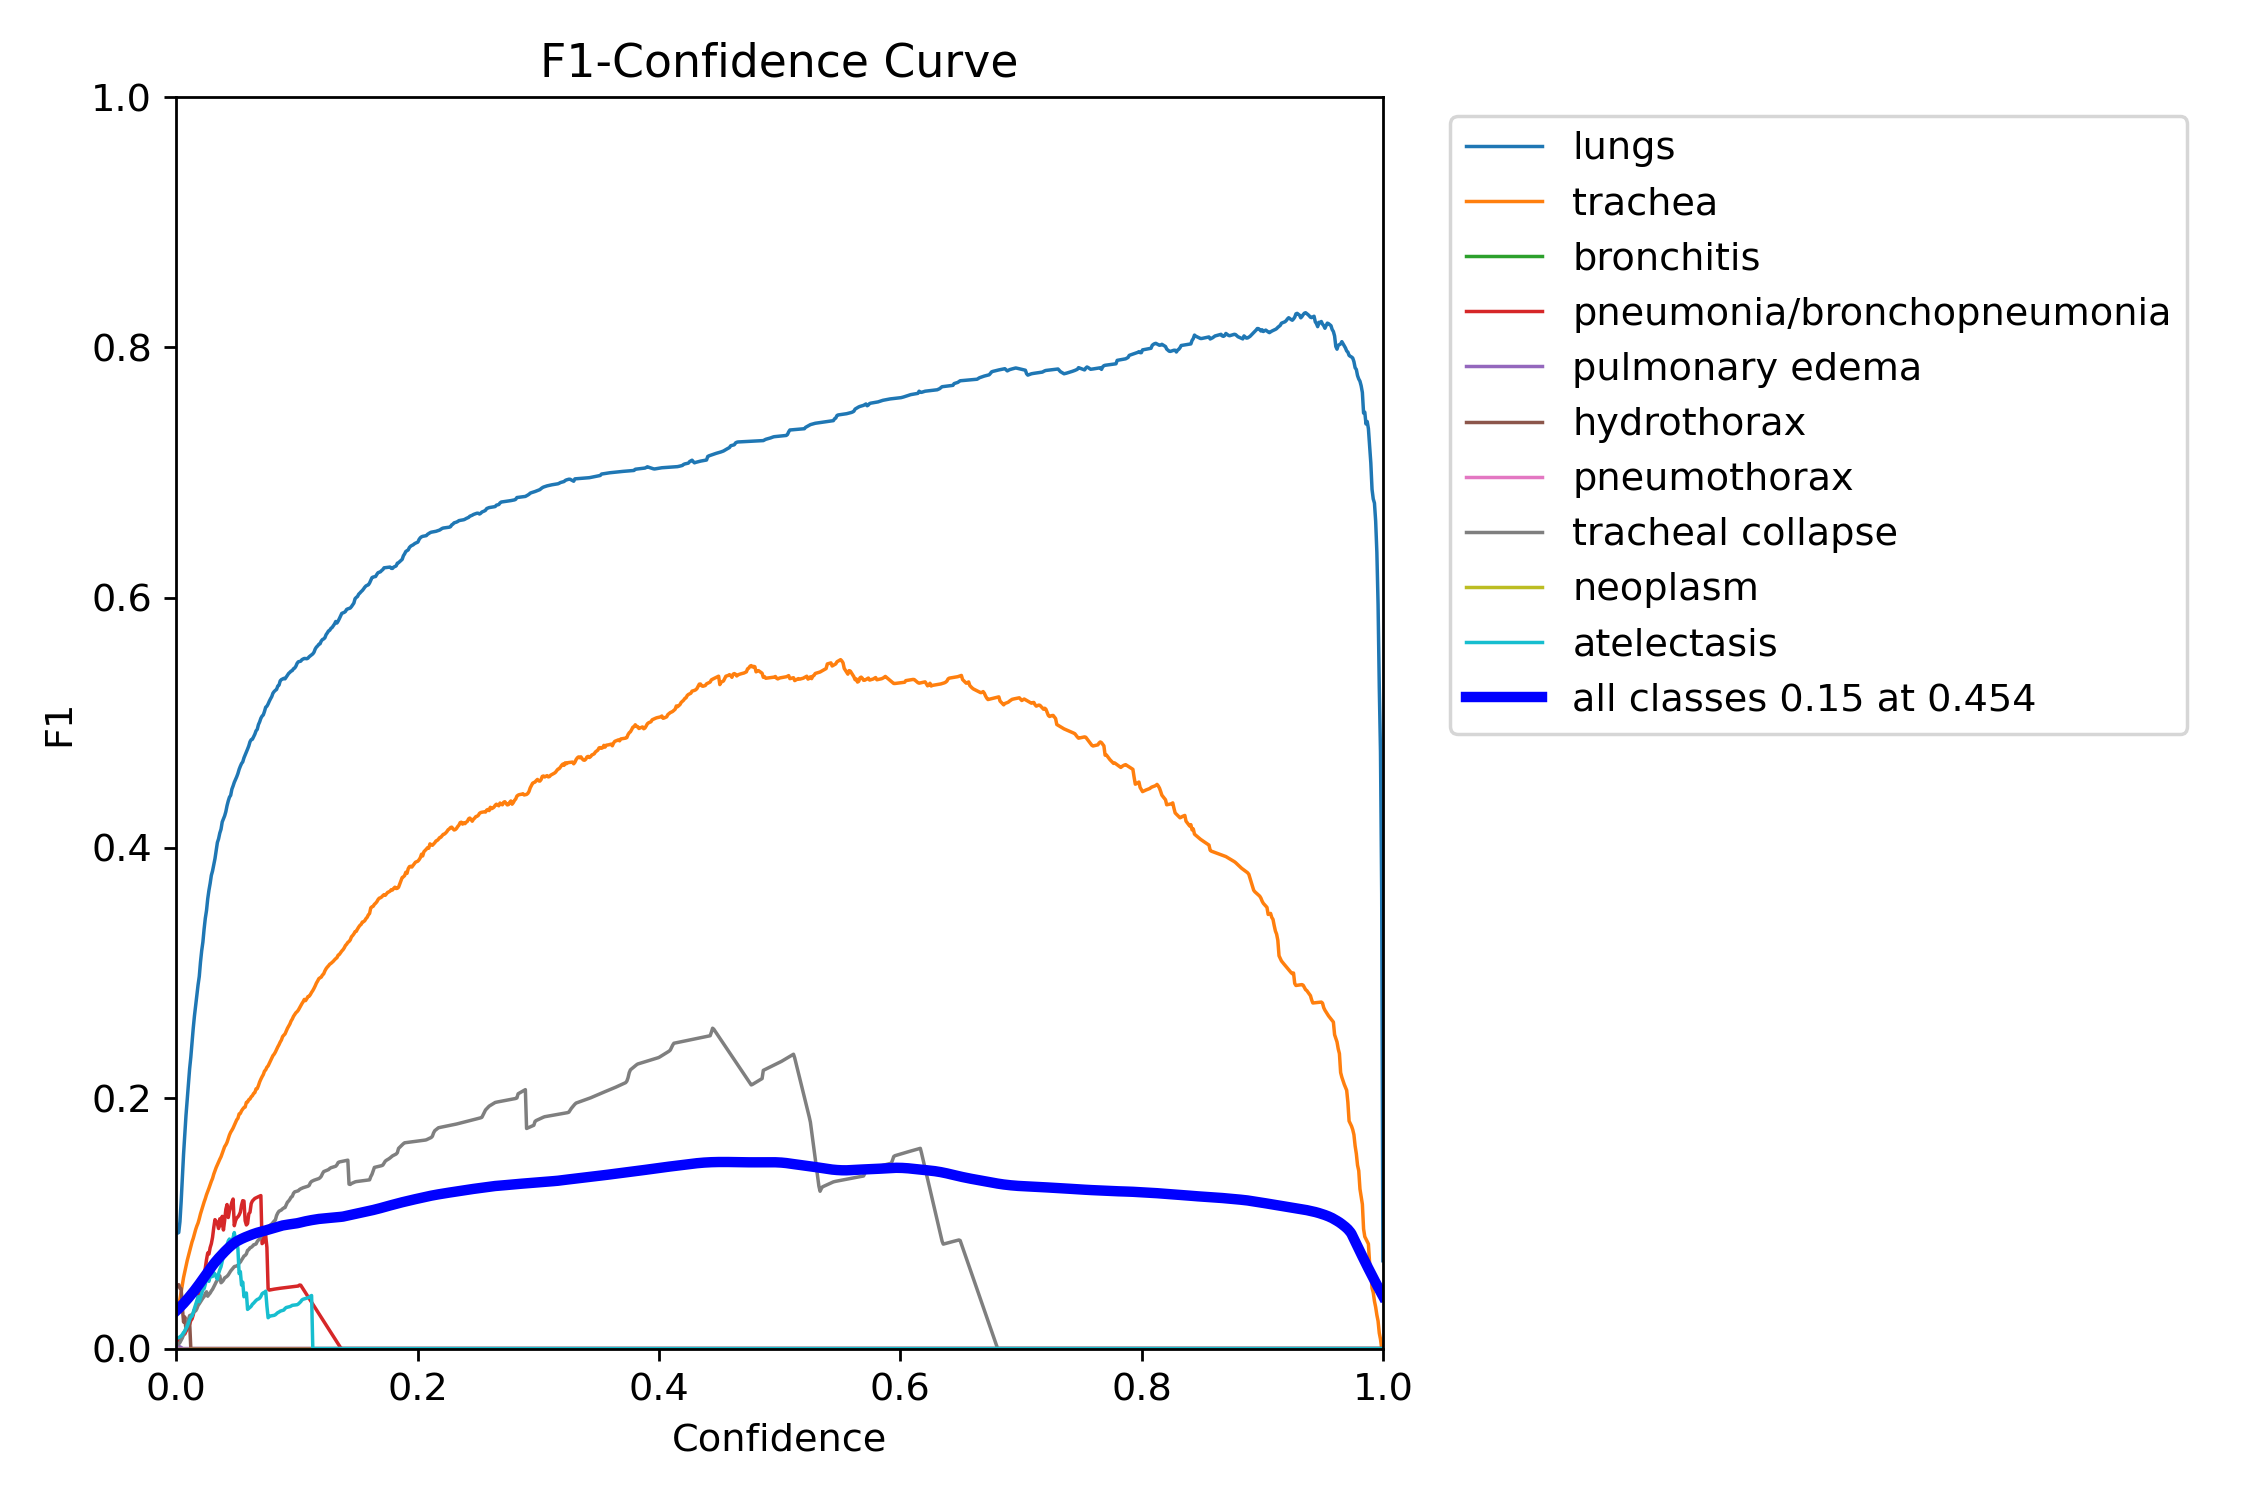 F1-Confidence Curve
1.0
0.8
0.6
0.4
0.2
0.0
F1
0.0 0.2 0.4 0.6 0.8 1.0
Confidence
lungs
trachea
bronchitis
pneumonia/bronchopneumonia
pulmonary edema
hydrothorax
pneumothorax
tracheal collapse
neoplasm
atelectasis
all classes 0.15 at 0.454